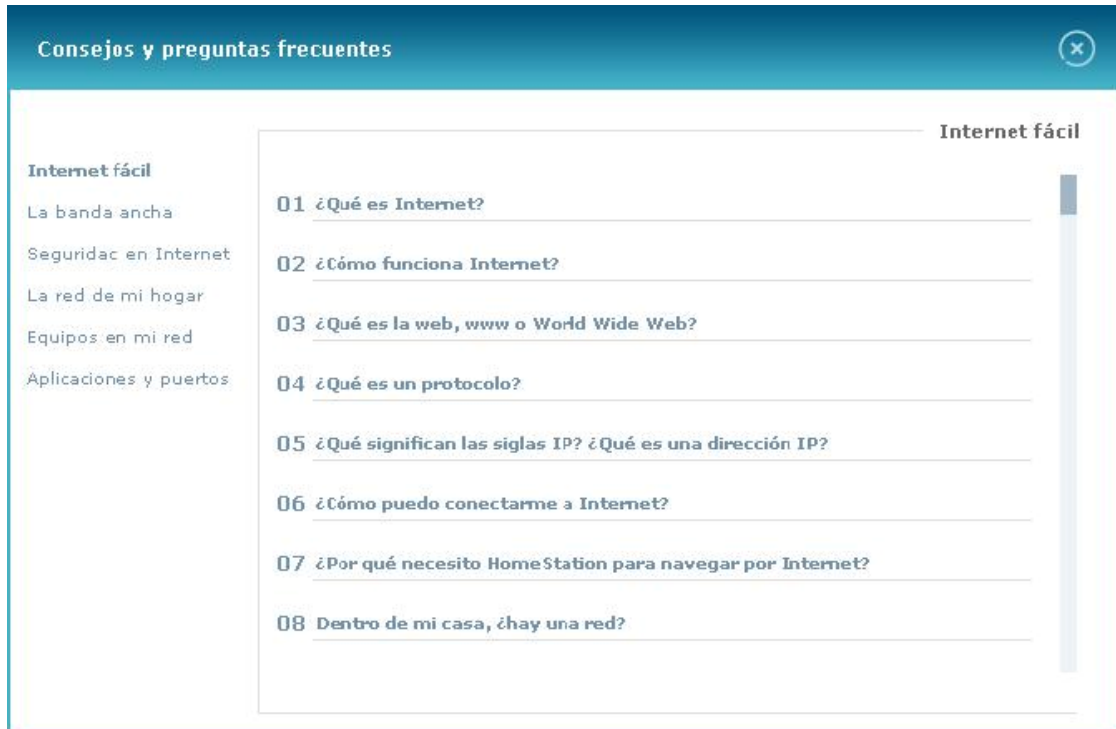 Consejos y preguntas frecuentes
Internet fácil
Internet fácil
La banda ancha
Seguridac en Internet
La red de mi hogar
Equipos en mi red
Aplicaciones y puertos
01 ¿Qué es Internet?
02 ¿Cómo funciona Internet?
03 ¿Qué es la web, www o World Wide Web?
04 ¿Qué es un protocolo?
05 ¿Qué significan las siglas IP? ¿Qué es una dirección IP?
06 ¿Cómo puedo conectarme a Internet?
07 ¿Por qué necesito HomeStation para navegar por Internet?
08 Dentro de mi casa, ¿hay una red?